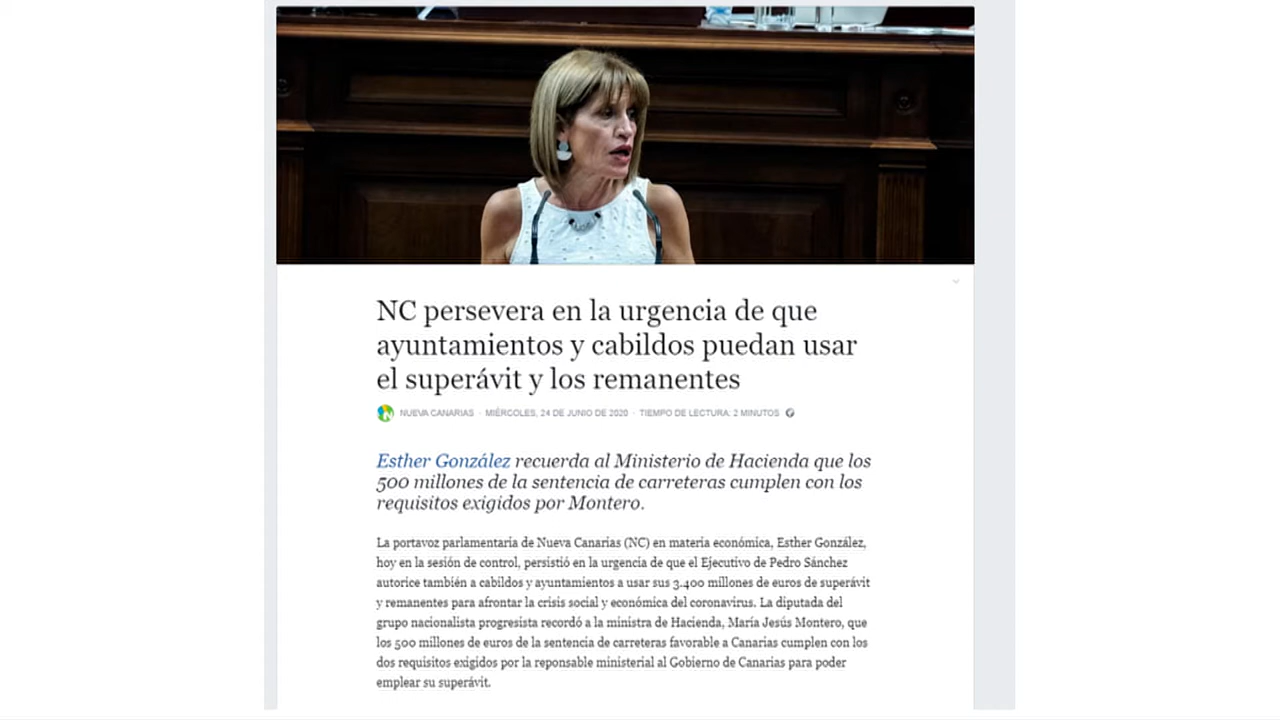 NC persevera en la urgencia de que
ayuntamientos y cabildos puedan usar
el superávit y los remanentes
NUEVA CANARIAS · MIÉRCOLES, 24 DE JUNIO DE 2020 · TIEMPO DE LECTURA: 2 MINUTOS
Esther González recuerda al Ministerio de Hacienda que los
500 millones de la sentencia de carreteras cumplen con los
requisitos exigidos por Montero.
La portavoz parlamentaria de Nueva Canarias (NC) en materia económica, Esther González,
hoy en la sesión de control, persistió en la urgencia de que el Ejecutivo de Pedro Sánchez
autorice también a cabildos y ayuntamientos a usar sus 3.400 millones de euros de superávit
y remanentes para afrontar la crisis social y económica del coronavirus. La diputada del
grupo nacionalista progresista recordó a la ministra de Hacienda, María Jesús Montero, que
los 500 millones de euros de la sentencia de carreteras favorable a Canarias cumplen con los
dos requisitos exigidos por la reponsable ministerial al Gobierno de Canarias para poder
emplear su superávit.